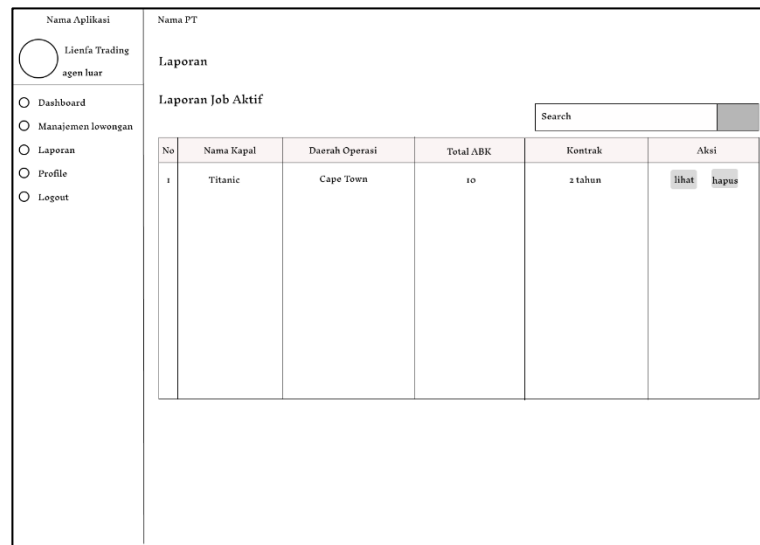 Nama Aplikasi
Lienfa Trading
agen luar
Dashboard
Manajemen lowongan
Laporan
Profile
Logout
Nama PT
Laporan
Laporan Job Aktif
Search
No Nama Kapal Daerah Operasi Total ABK Kontrak Aksi
1 Titanic Cape Town 10 2 tahun lihat hapus